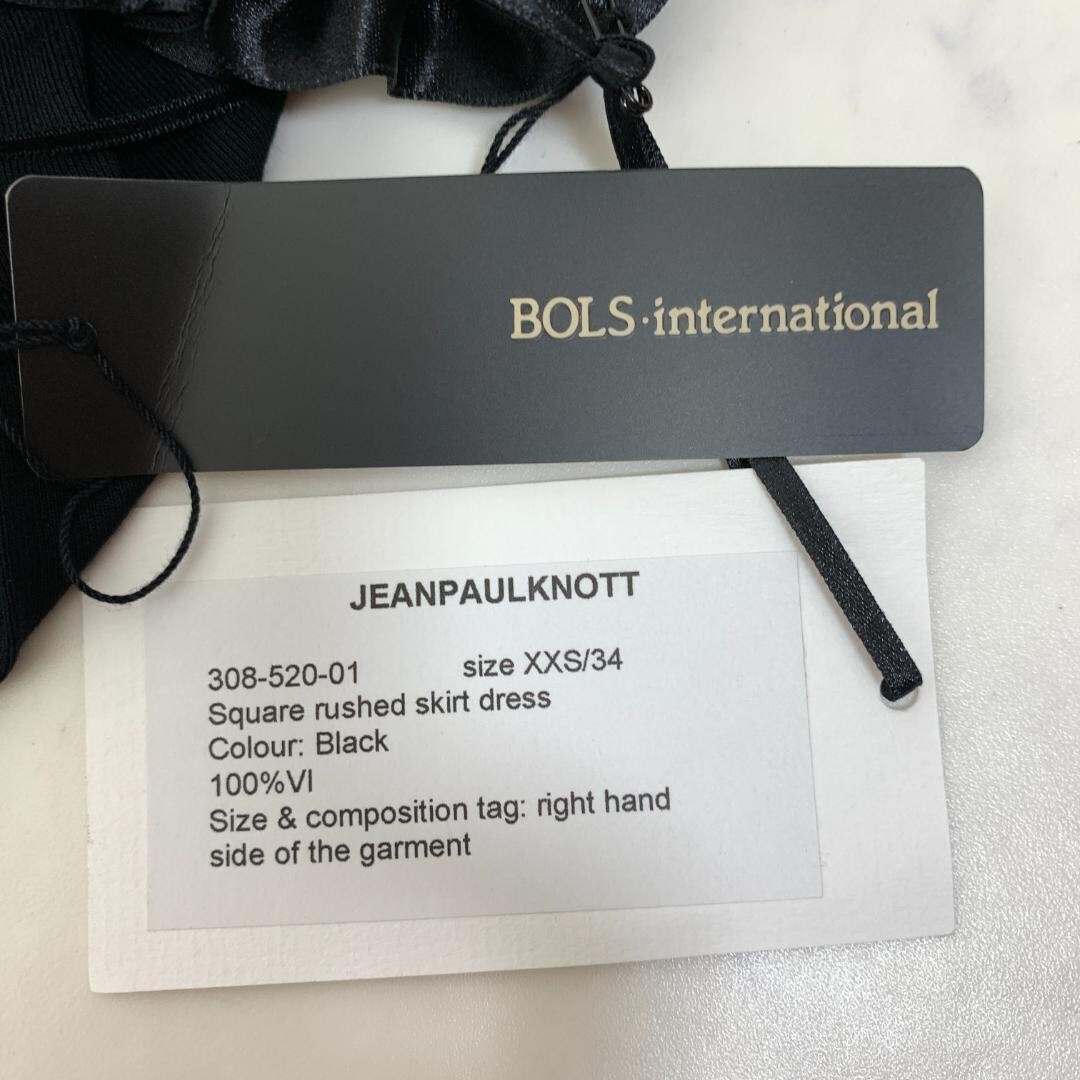 BOLS·international
JEANPAULKNOTT
308-520-01 size XXS/34
Square rushed skirt dress
Colour: Black
100%VI
Size & composition tag: right hand
side of the garment